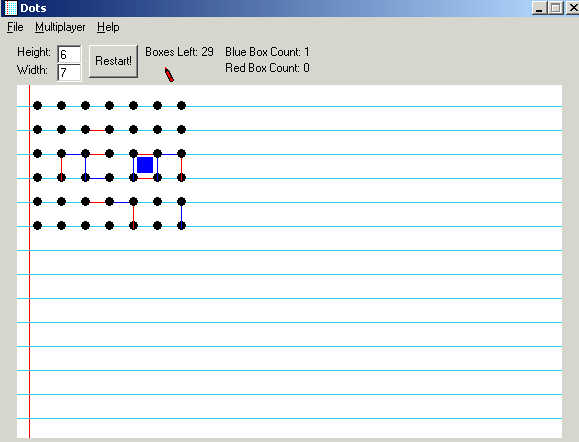 Dots
File Multiplayer Help
Height: 6 Restart! Boxes Left: 29 Blue Box Count: 1
Width: 7 Red Box Count: 0